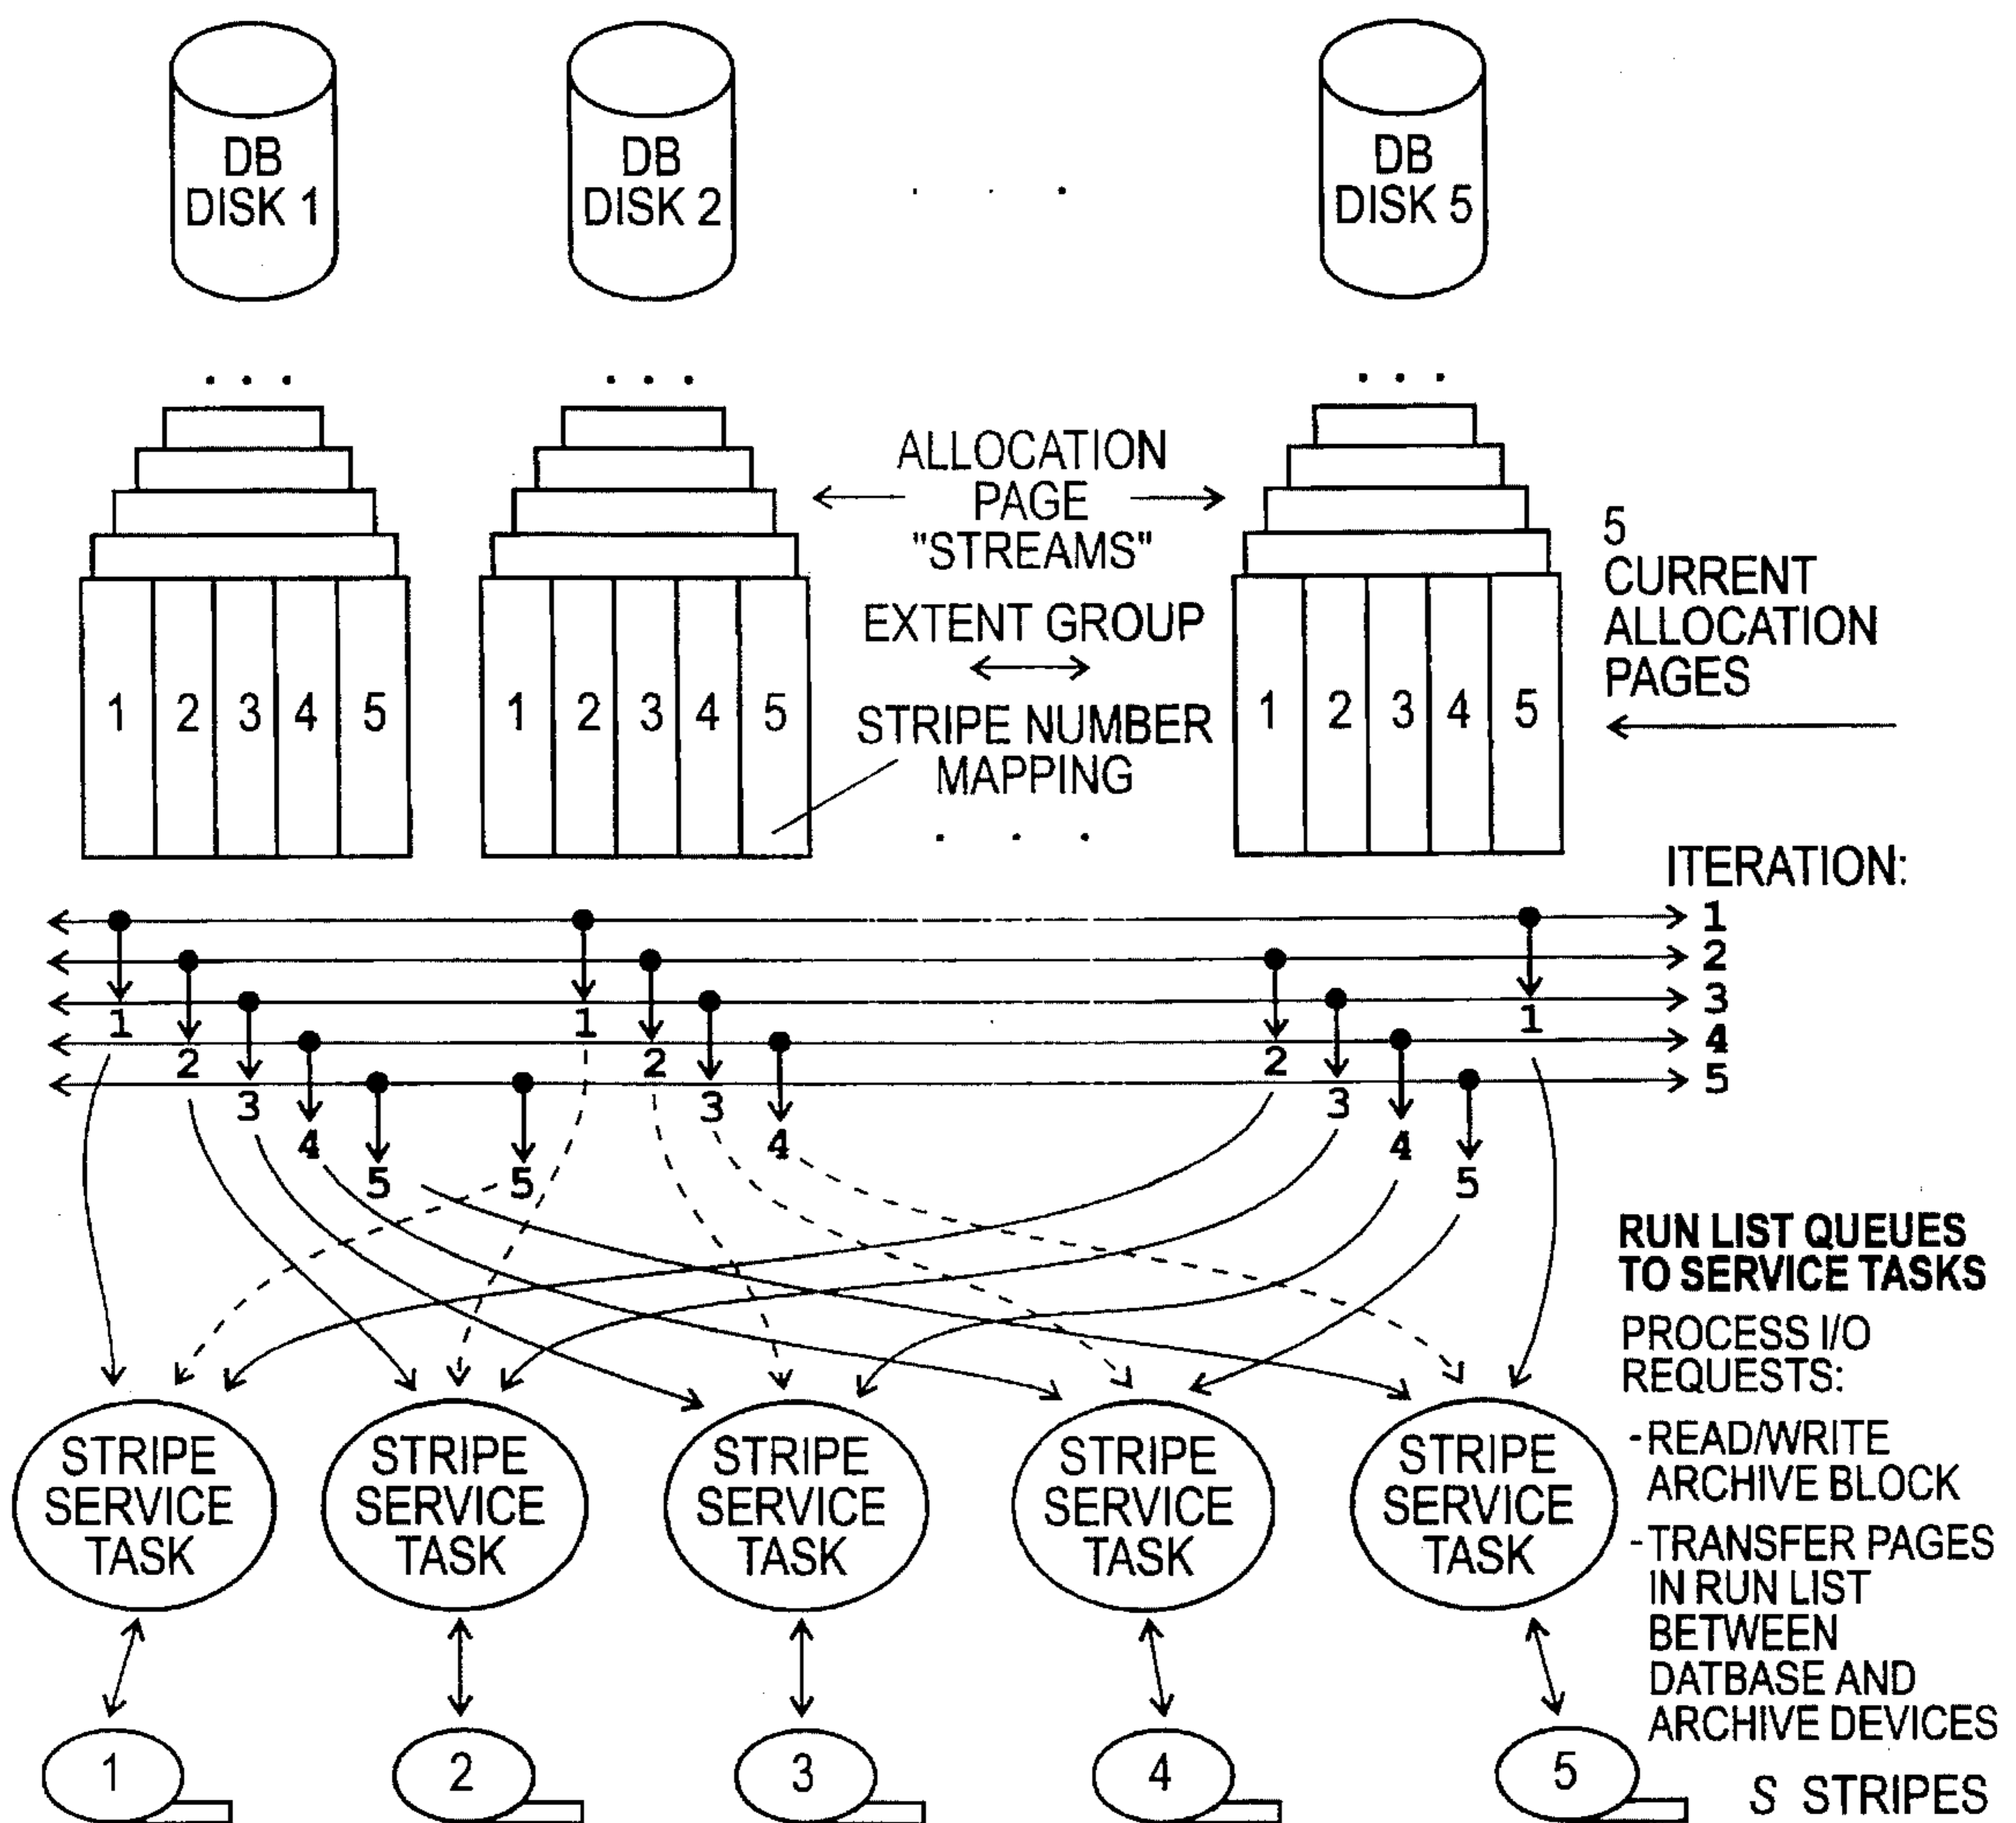 DB
DISK 1
DB
DISK 2
. . .
DB
DISK 5
. . .
. . .
. . .
ALLOCATION
PAGE
"STREAMS"
EXTENT GROUP
STRIPE NUMBER
MAPPING
. . .
5
CURRENT
ALLOCATION
PAGES
1 2 3 4 5
1 2 3 4 5
1 2 3 4 5
ITERATION:
1
2
3
4
5
1 1 1
2 2 2
3 3 3
4 4 4
5 5 5
RUN LIST QUEUES
TO SERVICE TASKS
PROCESS I/O
REQUESTS:
-READ/WRITE
ARCHIVE BLOCK
-TRANSFER PAGES
IN RUN LIST
BETWEEN
DATBASE AND
ARCHIVE DEVICES
STRIPE
SERVICE
TASK
STRIPE
SERVICE
TASK
STRIPE
SERVICE
TASK
STRIPE
SERVICE
TASK
STRIPE
SERVICE
TASK
1
2
3
4
5
S STRIPES